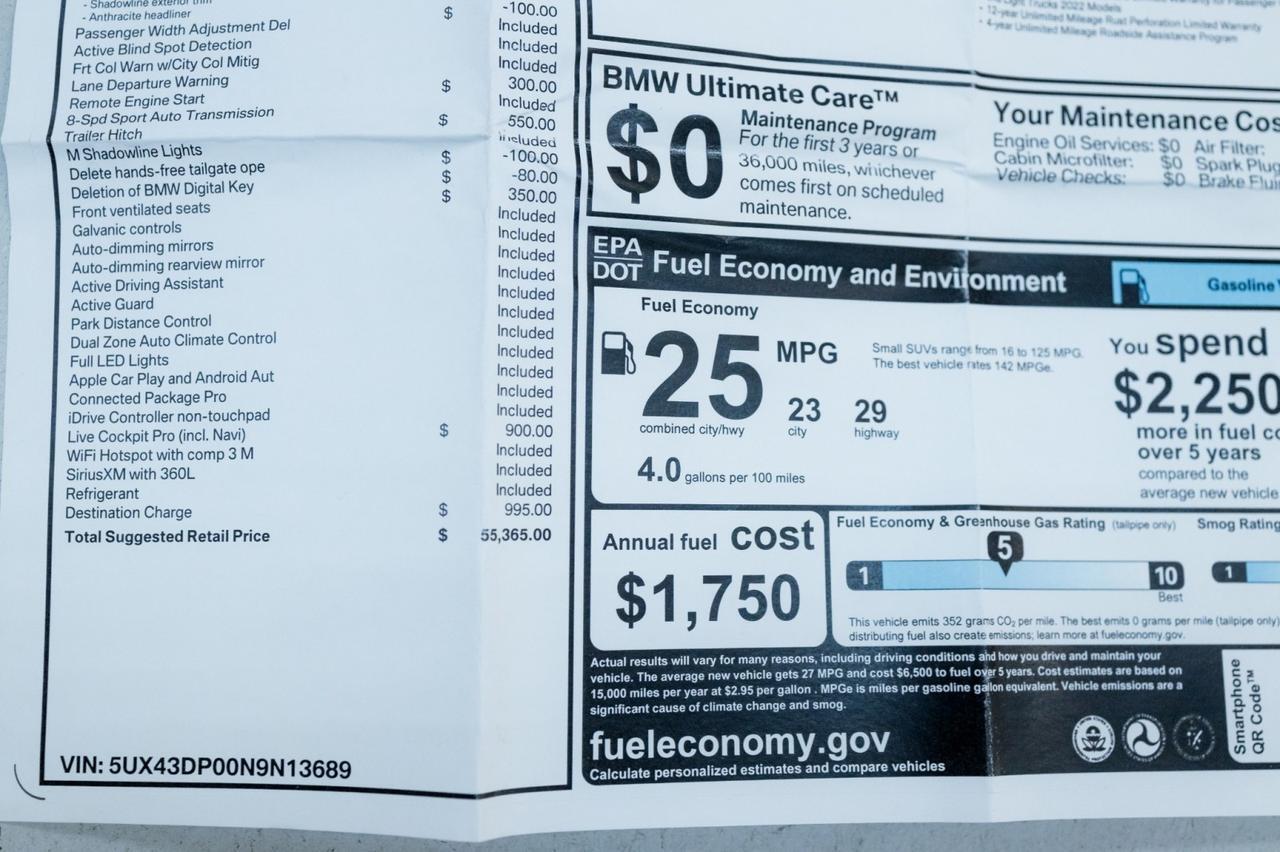 - Shadowline exterior trim
- Anthracite headliner $ -100.00
Passenger Width Adjustment Del Included
Active Blind Spot Detection Included
Frt Col Warn w/City Col Mitig Included
Lane Departure Warning $ 300.00
Remote Engine Start Included
8-Spd Sport Auto Transmission $ 550.00
Trailer Hitch Included
M Shadowline Lights $ -100.00
Delete hands-free tailgate ope $ -80.00
Deletion of BMW Digital Key $ 350.00
Front ventilated seats Included
Galvanic controls Included
Auto-dimming mirrors Included
Auto-dimming rearview mirror Included
Active Driving Assistant Included
Active Guard Included
Park Distance Control Included
Dual Zone Auto Climate Control Included
Full LED Lights Included
Apple Car Play and Android Aut Included
Connected Package Pro Included
iDrive Controller non-touchpad
Live Cockpit Pro (incl. Navi) $ 900.00
WiFi Hotspot with comp 3 M Included
SiriusXM with 360L Included
Refrigerant Included
Destination Charge $ 995.00
Total Suggested Retail Price $ 55,365.00
VIN: 5UX43DP00N9N13689
Light Trucks 2022 Models
• 12-year Unlimited Mileage Rust Perforation Limited Warranty
• 4-year Unlimited Mileage Roadside Assistance Program
BMW Ultimate Care™
$0
Maintenance Program
For the first 3 years or
36,000 miles, whichever
comes first on scheduled
maintenance.
Your Maintenance Cos
Engine Oil Services: $0 Air Filter:
Cabin Microfilter: $0 Spark Plug
Vehicle Checks: $0 Brake Flui
EPA
DOT
Fuel Economy and Environment
Gasoline V
Fuel Economy
25 MPG
combined city/hwy
23
city
29
highway
4.0 gallons per 100 miles
Small SUVs range from 16 to 125 MPG.
The best vehicle rates 142 MPGe.
You spend
$2,250
more in fuel co
over 5 years
compared to the
average new vehicle
Annual fuel cost
$1,750
Fuel Economy & Greenhouse Gas Rating (tailpipe only)
5
1
10
Best
Smog Rating
1
This vehicle emits 352 grams CO₂ per mile. The best emits 0 grams per mile (tailpipe only)
distributing fuel also create emissions; learn more at fueleconomy.gov.
Actual results will vary for many reasons, including driving conditions and how you drive and maintain your
vehicle. The average new vehicle gets 27 MPG and cost $6,500 to fuel over 5 years. Cost estimates are based on
15,000 miles per year at $2.95 per gallon . MPGe is miles per gasoline gallon equivalent. Vehicle emissions are a
significant cause of climate change and smog.
fueleconomy.gov
Calculate personalized estimates and compare vehicles
Smartphone
QR Code™